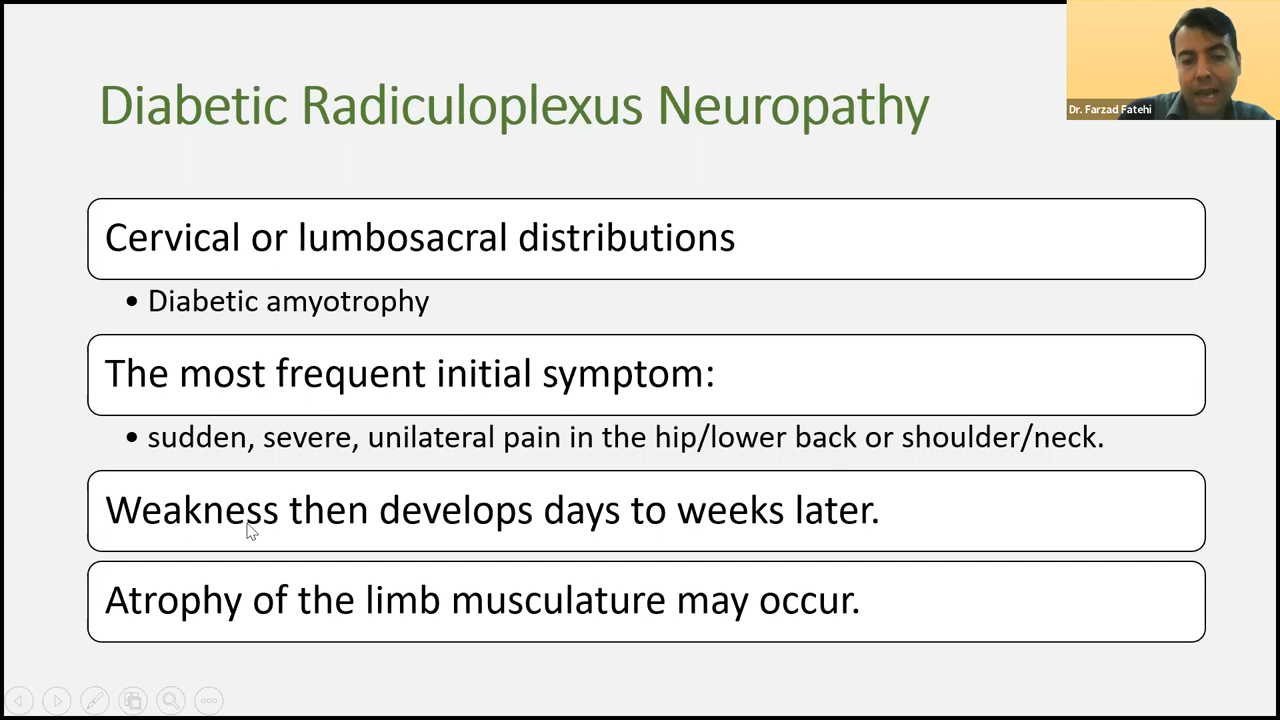 Diabetic Radiculoplexus Neuropathy
Dr. Farzad Fatehi
Cervical or lumbosacral distributions
• Diabetic amyotrophy
The most frequent initial symptom:
• sudden, severe, unilateral pain in the hip/lower back or shoulder/neck.
Weakness then develops days to weeks later.
Atrophy of the limb musculature may occur.